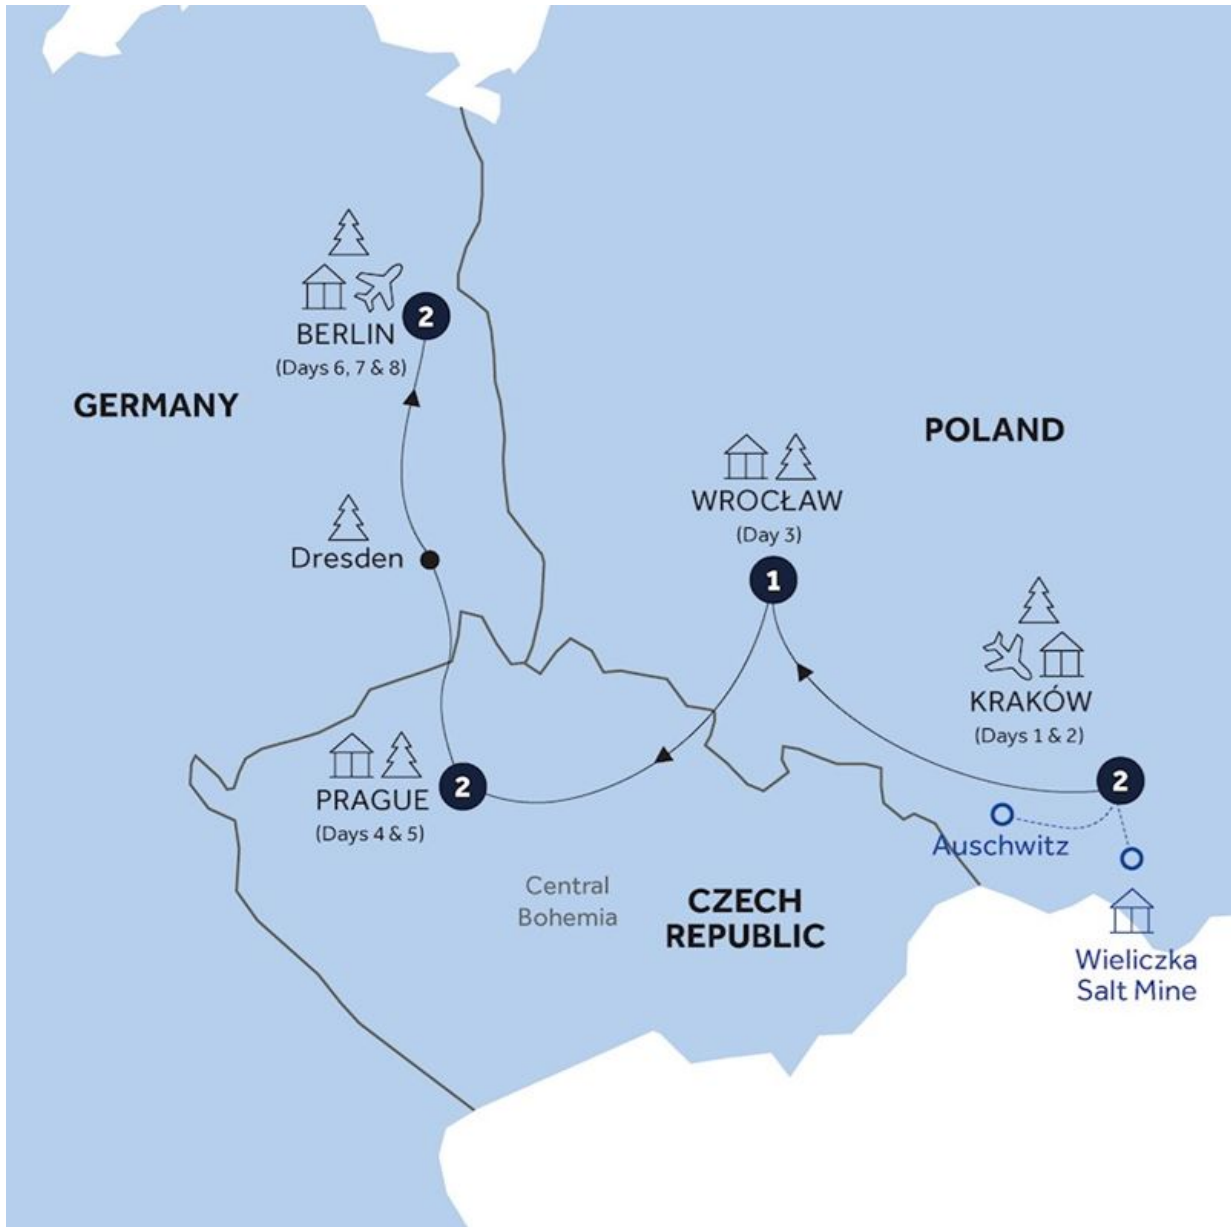 2
BERLIN
(Days 6, 7 & 8)
GERMANY
POLAND
WROCŁAW
(Day 3)
1
Dresden
KRAKÓW
(Days 1 & 2)
2
PRAGUE
(Days 4 & 5)
2
Auschwitz
Central
Bohemia
CZECH
REPUBLIC
Wieliczka
Salt Mine